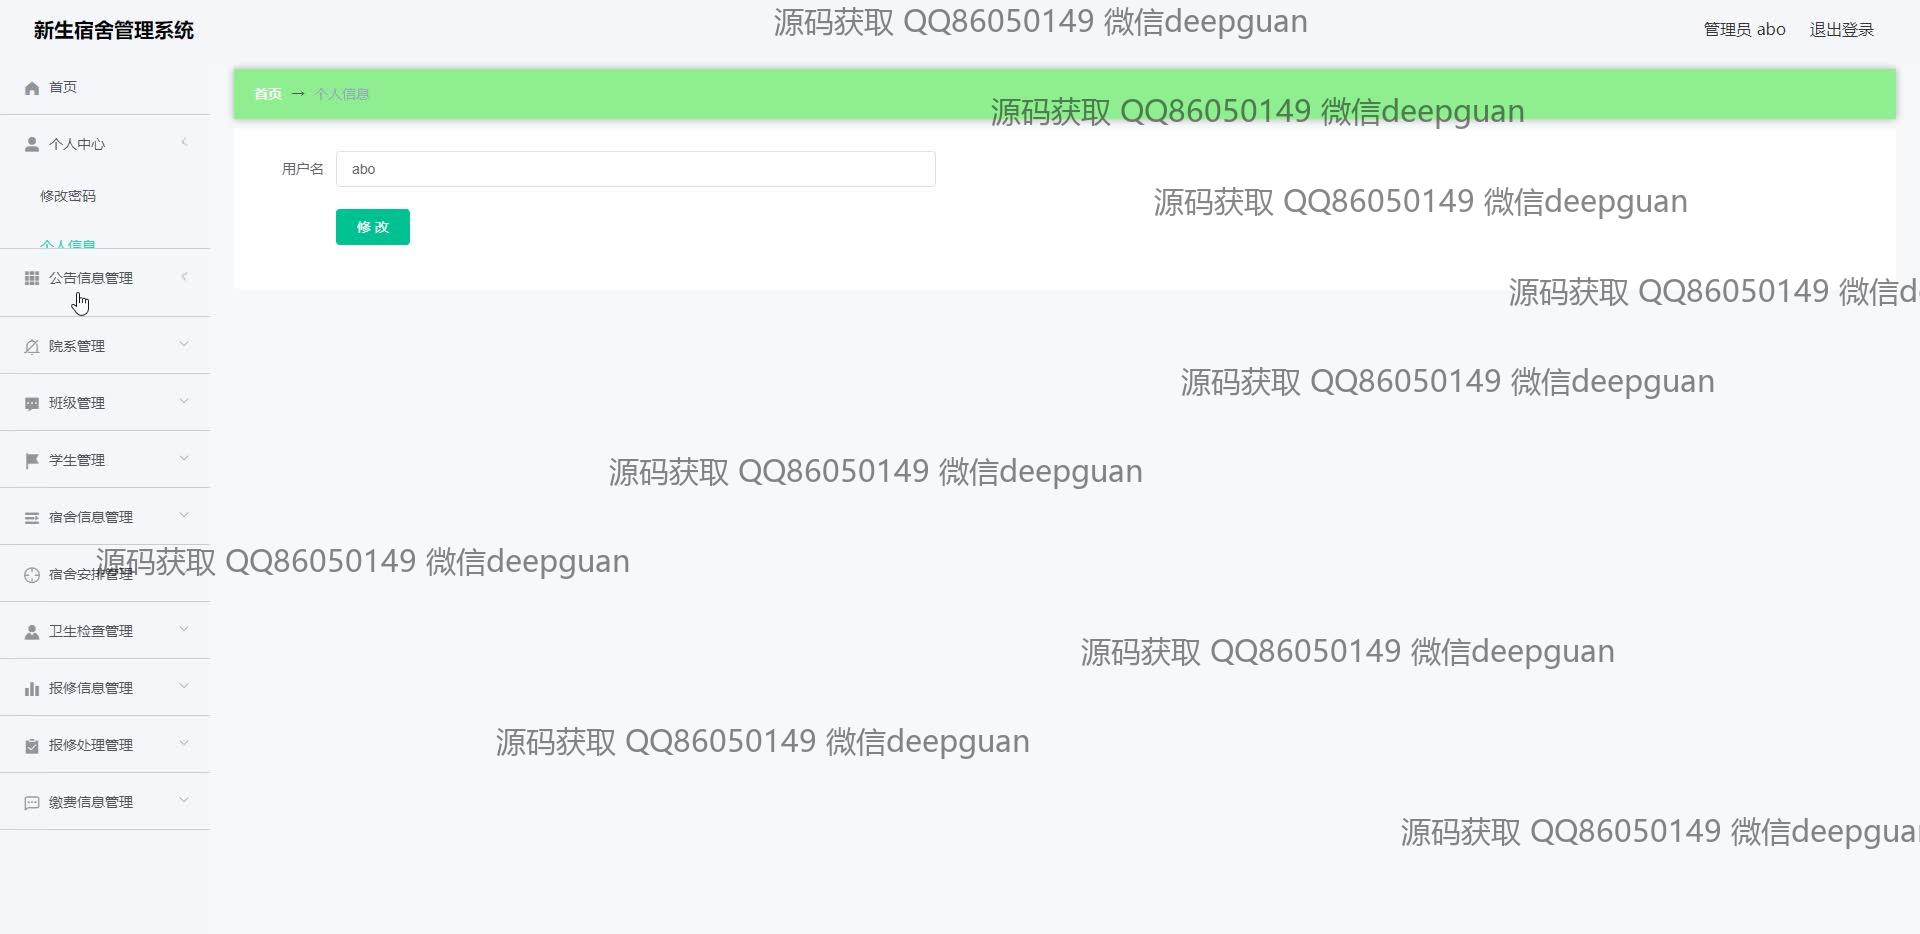 新生宿舍管理系统
源码获取 QQ86050149 微信deepguan
管理员 abo
退出登录
首页
首页 → 个人信息
源码获取 QQ86050149 微信deepguan
个人中心
用户名
abo
修改密码
源码获取 QQ86050149 微信deepguan
修改
个人信息
公告信息管理
源码获取 QQ86050149 微信d
院系管理
源码获取 QQ86050149 微信deepguan
班级管理
学生管理
源码获取 QQ86050149 微信deepguan
宿舍信息管理
源码获取 QQ86050149 微信deepguan
宿舍安排管理
卫生检查管理
源码获取 QQ86050149 微信deepguan
报修信息管理
报修处理管理
源码获取 QQ86050149 微信deepguan
缴费信息管理
源码获取 QQ86050149 微信deepguan